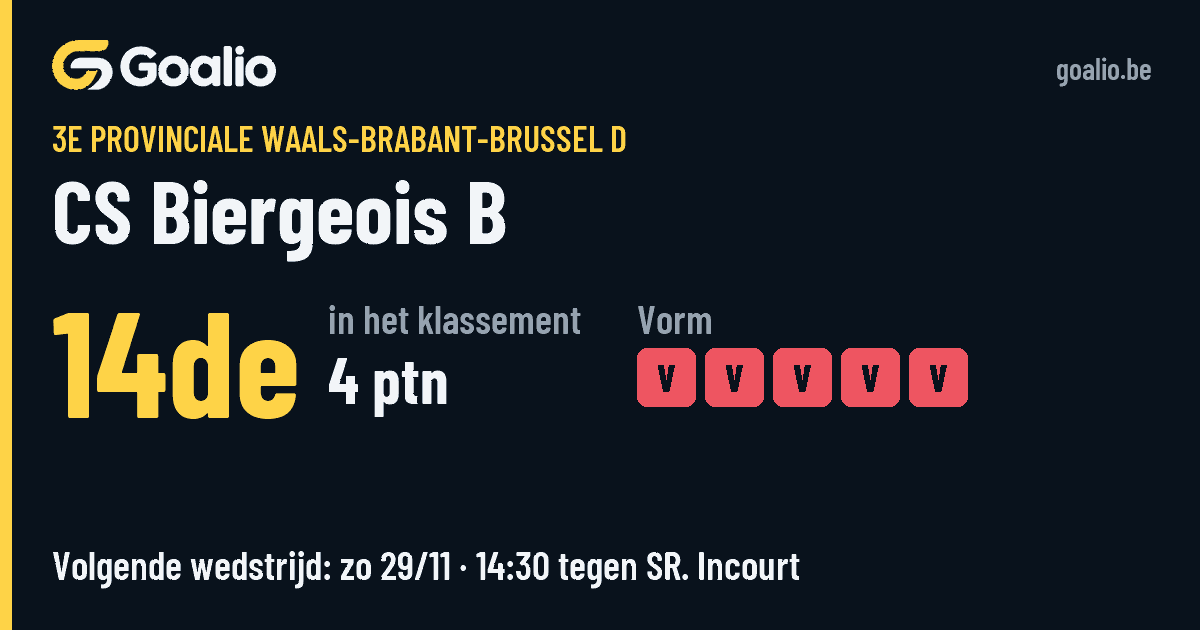 Goalio
goalio.be
3E PROVINCIALE WAALS-BRABANT-BRUSSEL D
CS Biergeois B
14de
in het klassement
4 ptn
Vorm
V V V V V
Volgende wedstrijd: zo 29/11 · 14:30 tegen SR. Incourt